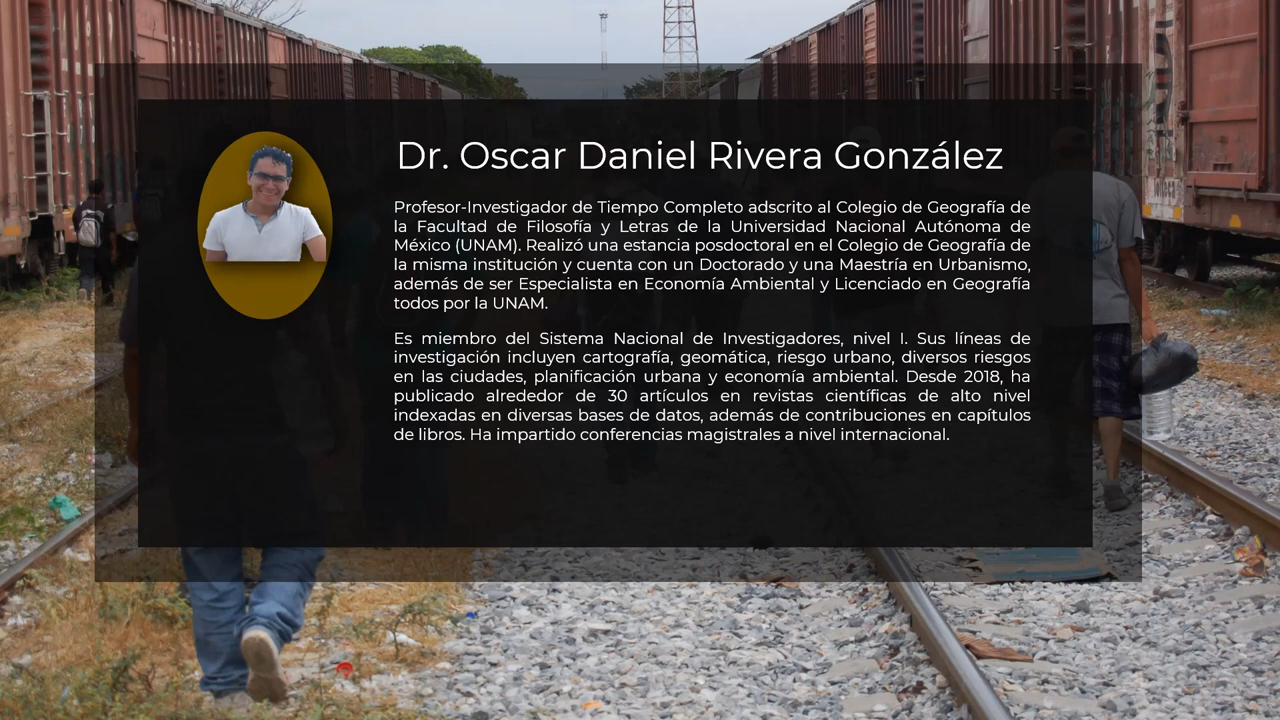 Dr. Oscar Daniel Rivera González
Profesor-Investigador de Tiempo Completo adscrito al Colegio de Geografía de
la Facultad de Filosofía y Letras de la Universidad Nacional Autónoma de
México (UNAM). Realizó una estancia posdoctoral en el Colegio de Geografía de
la misma institución y cuenta con un Doctorado y una Maestría en Urbanismo,
además de ser Especialista en Economía Ambiental y Licenciado en Geografía
todos por la UNAM.
Es miembro del Sistema Nacional de Investigadores, nivel I. Sus líneas de
investigación incluyen cartografía, geomática, riesgo urbano, diversos riesgos
en las ciudades, planificación urbana y economía ambiental. Desde 2018, ha
publicado alrededor de 30 artículos en revistas científicas de alto nivel
indexadas en diversas bases de datos, además de contribuciones en capítulos
de libros. Ha impartido conferencias magistrales a nivel internacional.